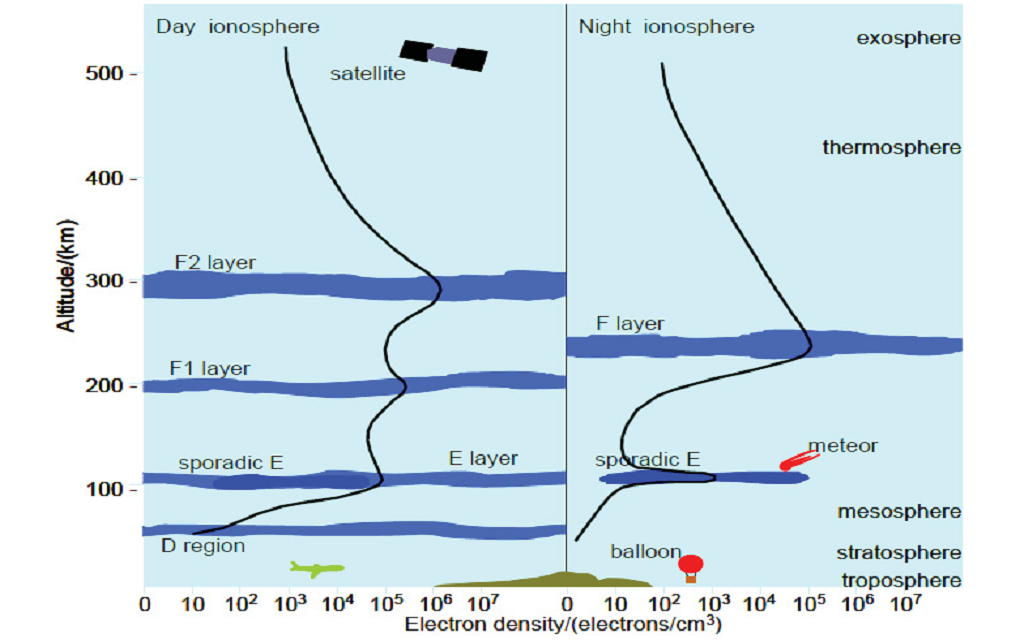 Day ionosphere
Night ionosphere
exosphere
500
satellite
thermosphere
400
Altitude/(km)
F2 layer
300
F layer
F1 layer
200
meteor
sporadic E
E layer
sporadic E
100
mesosphere
D region
balloon
stratosphere
troposphere
0 10 10² 10³ 10⁴ 10⁵ 10⁶ 10⁷ 0 10 10² 10³ 10⁴ 10⁵ 10⁶ 10⁷
Electron density/(electrons/cm³)